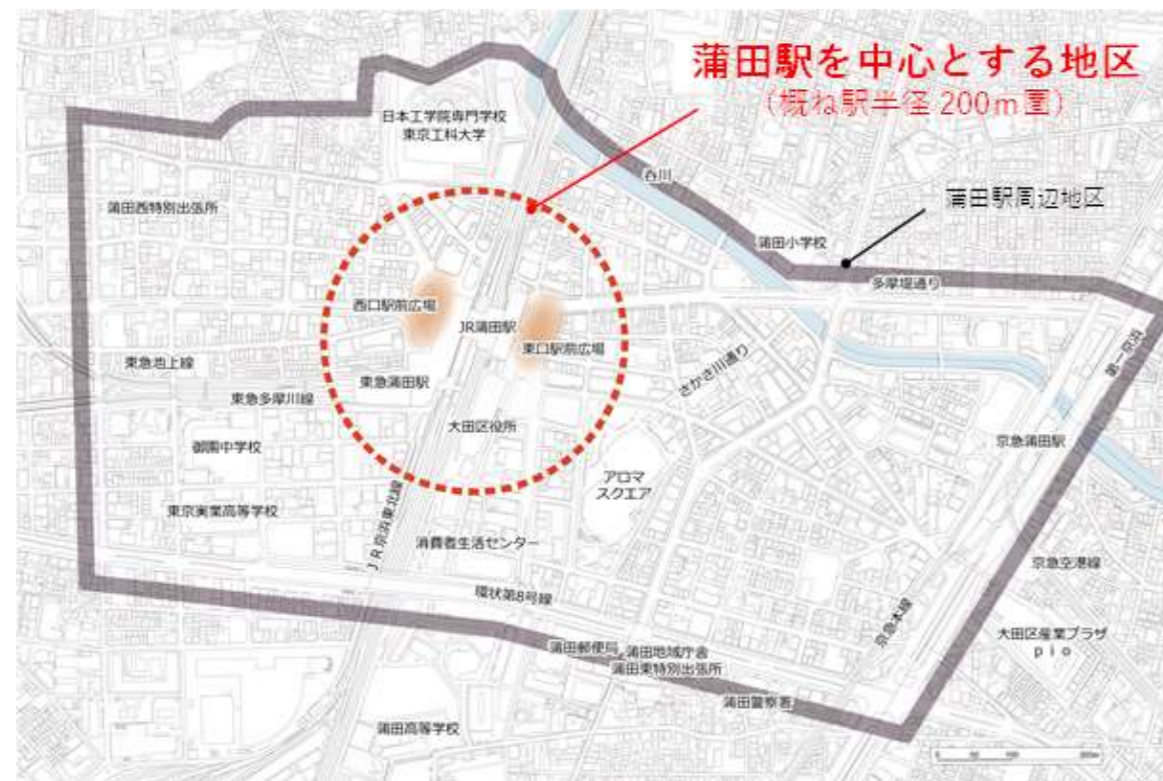 蒲田駅を中心とする地区
（概ね駅半径 200ｍ圏）
日本工学院専門学校
東京工科大学
呑川
蒲田駅周辺地区
蒲田西特別出張所
蒲田小学校
多摩堤通り
西口駅前広場
JR蒲田駅
東口駅前広場
第一京浜
東急池上線
東急蒲田駅
さかさ川通り
東急多摩川線
大田区役所
京急蒲田駅
御園中学校
アロマ
スクエア
東京実業高等学校
ＪＲ京浜東北線
消費者生活センター
京急空港線
環状第8号線
京急本線
大田区産業プラザ
ｐｉｏ
蒲田郵便局
蒲田地域庁舎
蒲田東特別出張所
蒲田警察署
蒲田高等学校